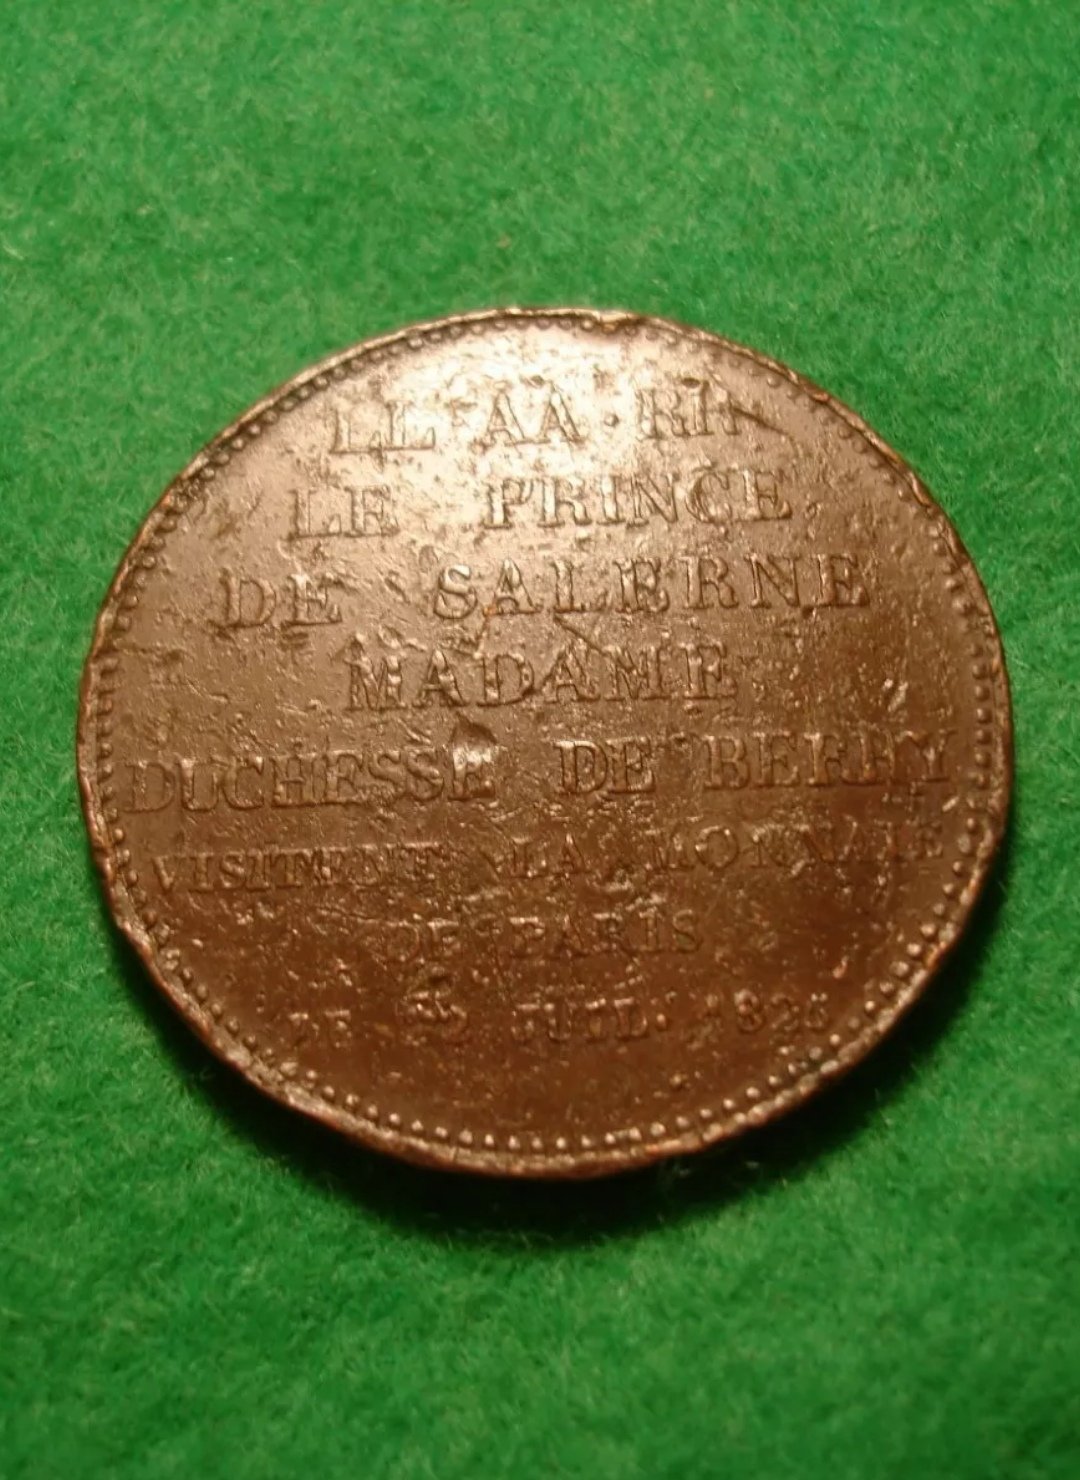 LL·AA·RR
LE PRINCE
DE SALERNE
MADAME
DUCHESSE DE BERRY
VISITENT LA MONNAIE
DE PARIS
LE JUIL· 1825